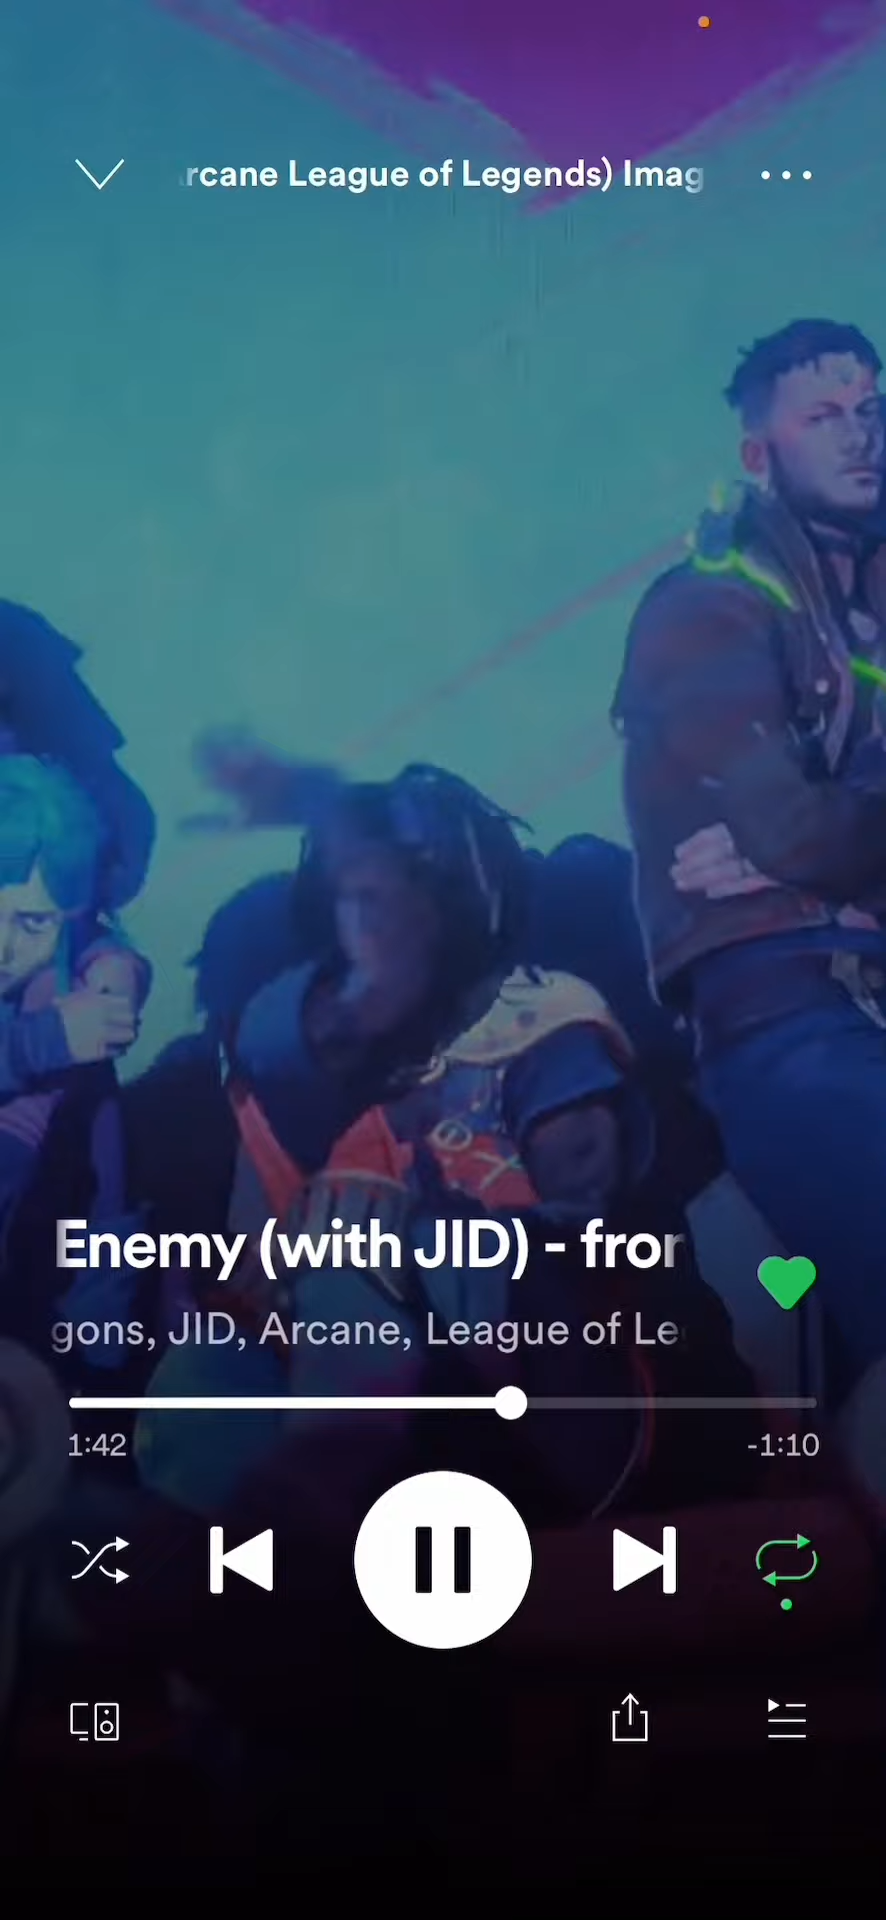 rcane League of Legends) Imag
Enemy (with JID) - fror
gons, JID, Arcane, League of Le
1:42
-1:10